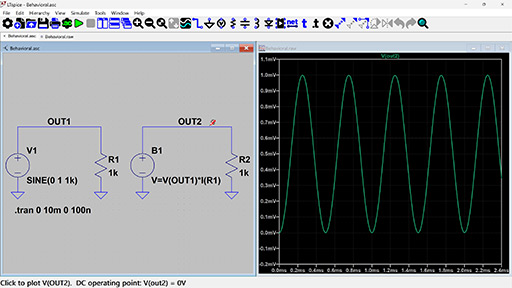 LTspice - Behavioral.asc
File Edit Hierarchy View Simulate Tools Window Help
Behavioral.asc Behavioral.raw
Behavioral.asc
Behavioral.raw
OUT1
OUT2
V1
R1
B1
R2
SINE(0 1 1k)
1k
V=V(OUT1)*I(R1)
1k
.tran 0 10m 0 100n
V(out2)
1.1mV
1.0mV
0.9mV
0.8mV
0.7mV
0.6mV
0.5mV
0.4mV
0.3mV
0.2mV
0.1mV
0.0mV
-0.1mV
-0.2mV
0.0ms 0.2ms 0.4ms 0.6ms 0.8ms 1.0ms 1.2ms 1.4ms 1.6ms 1.8ms 2.0ms 2.2ms 2.4ms
Click to plot V(OUT2). DC operating point: V(out2) = 0V